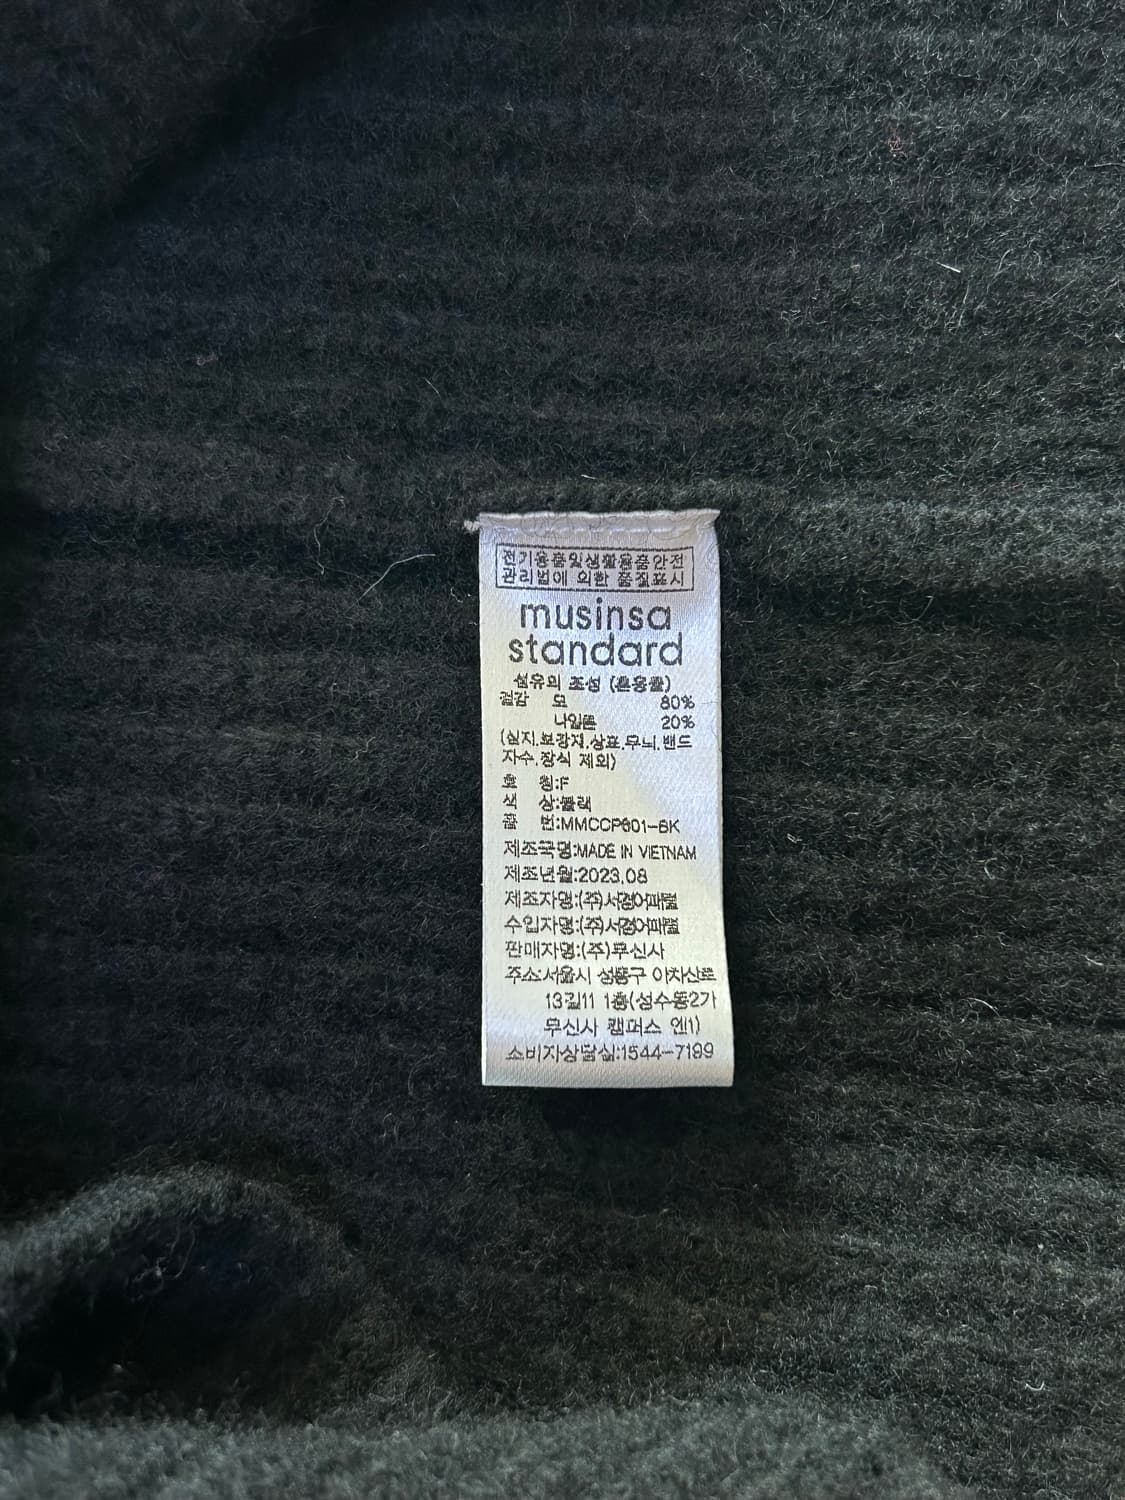 전기용품및생활용품안전
관리법에 의한 품질표시
musinsa
standard
섬유의 조성 (혼용률)
겉감 모 80%
나일론 20%
(심지,보강재,상표,무늬,밴드
자수,장식 제외)
호 칭:F
색 상:블랙
품 번:MMCCP601-BK
제조국명:MADE IN VIETNAM
제조년월:2023.08
제조자명:(주)서경어패럴
수입자명:(주)서경어패럴
판매자명:(주)무신사
주소:서울시 성동구 아차산로
13길11 1층(성수동2가
무신사 캠퍼스 엔1)
소비자상담실:1544-7199